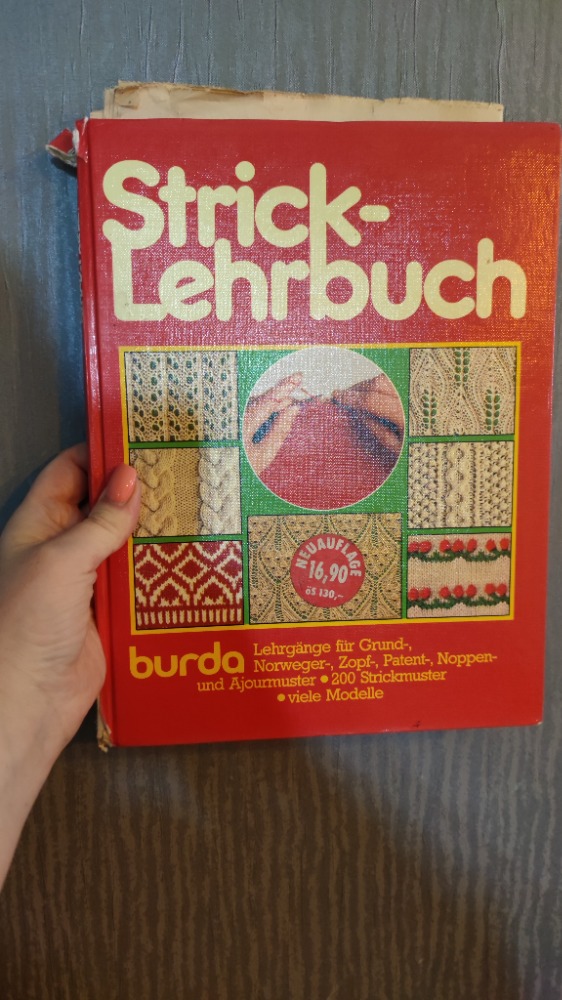 Strick-
Lehrbuch
NEUAUFLAGE
16,90
öS 130,-
burda Lehrgänge für Grund-,
Norweger-, Zopf-, Patent-, Noppen-
und Ajourmuster • 200 Strickmuster
• viele Modelle